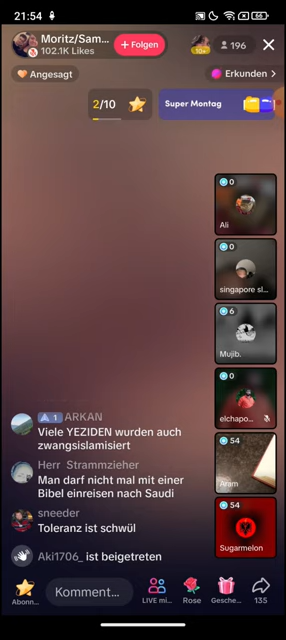 21:54
66
Moritz/Sam...
102.1K Likes
+ Folgen
10+
196
Angesagt
Erkunden >
2/10
Super Montag
0
Ali
0
singapore sl...
6
Mujib.
0
elchapo...
54
Aram
54
Sugarmelon
1 ARKAN
Viele YEZIDEN wurden auch
zwangsislamisiert
Herr Strammzieher
Man darf nicht mal mit einer
Bibel einreisen nach Saudi
sneeder
Toleranz ist schwül
Aki1706_ ist beigetreten
Abonn...
Komment...
LIVE mi...
Rose
Gesche...
135